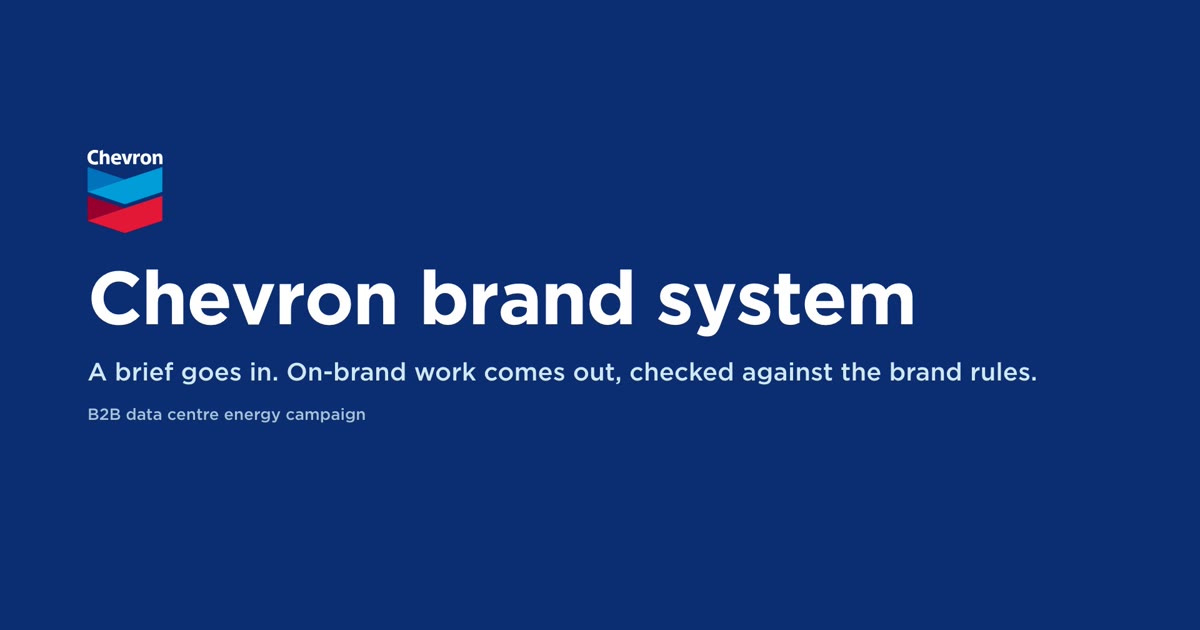 Chevron
Chevron brand system
A brief goes in. On-brand work comes out, checked against the brand rules.
B2B data centre energy campaign